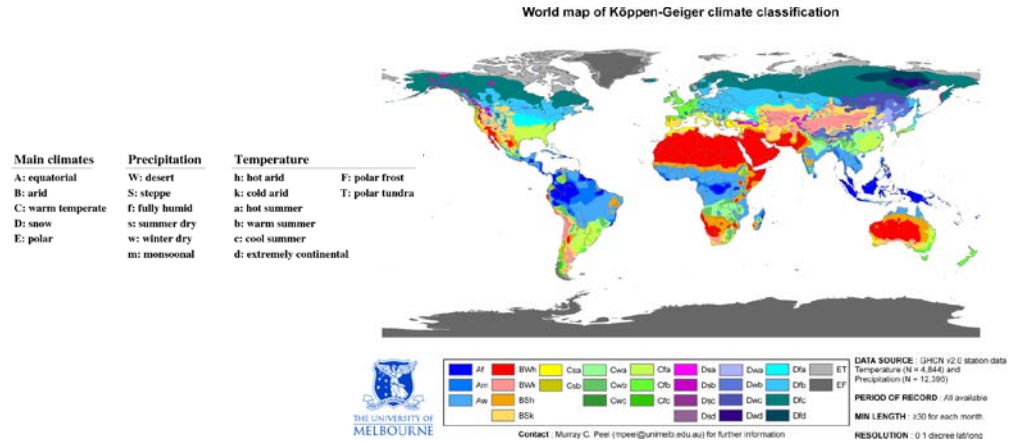 World map of Köppen-Geiger climate classification
Main climates
A: equatorial
B: arid
C: warm temperate
D: snow
E: polar
Precipitation
W: desert
S: steppe
f: fully humid
s: summer dry
w: winter dry
m: monsoonal
Temperature
h: hot arid
k: cold arid
a: hot summer
b: warm summer
c: cool summer
d: extremely continental
F: polar frost
T: polar tundra
THE UNIVERSITY OF
MELBOURNE
Af
Am
Aw
BWh
BWk
BSh
BSk
Csa
Csb
Cwa
Cwb
Cwc
Cfa
Cfb
Cfc
Dsa
Dsb
Dsc
Dsd
Dwa
Dwb
Dwc
Dwd
Dfa
Dfb
Dfc
Dfd
ET
EF
Contact : Murray C. Peel (mpeel@unimelb.edu.au) for further information
DATA SOURCE : GHCN v2.0 station data
Temperature (N = 4,844) and
Precipitation (N = 12,396)
PERIOD OF RECORD : All available
MIN LENGTH : ≥30 for each month.
RESOLUTION : 0.1 degree lat/long